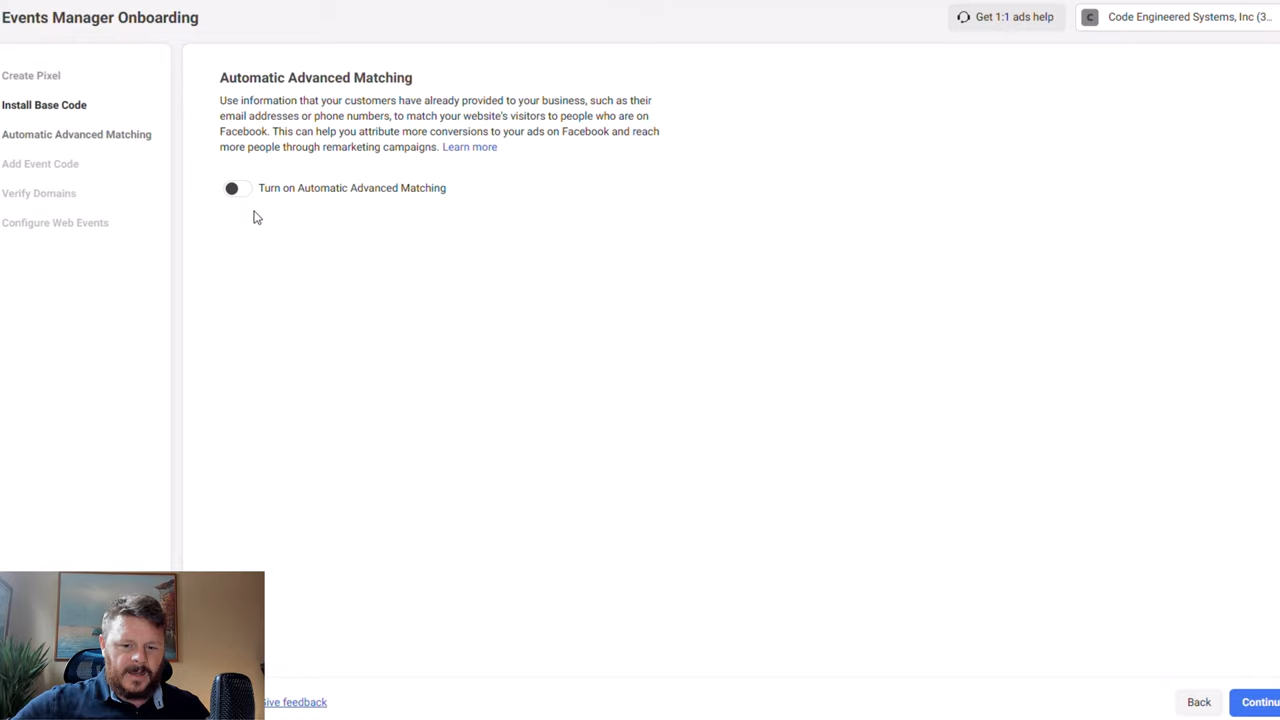 Events Manager Onboarding
Get 1:1 ads help
C
Code Engineered Systems, Inc (3...
Create Pixel
Install Base Code
Automatic Advanced Matching
Add Event Code
Verify Domains
Configure Web Events
Automatic Advanced Matching
Use information that your customers have already provided to your business, such as their
email addresses or phone numbers, to match your website's visitors to people who are on
Facebook. This can help you attribute more conversions to your ads on Facebook and reach
more people through remarketing campaigns. Learn more
Turn on Automatic Advanced Matching
ive feedback
Back
Continu